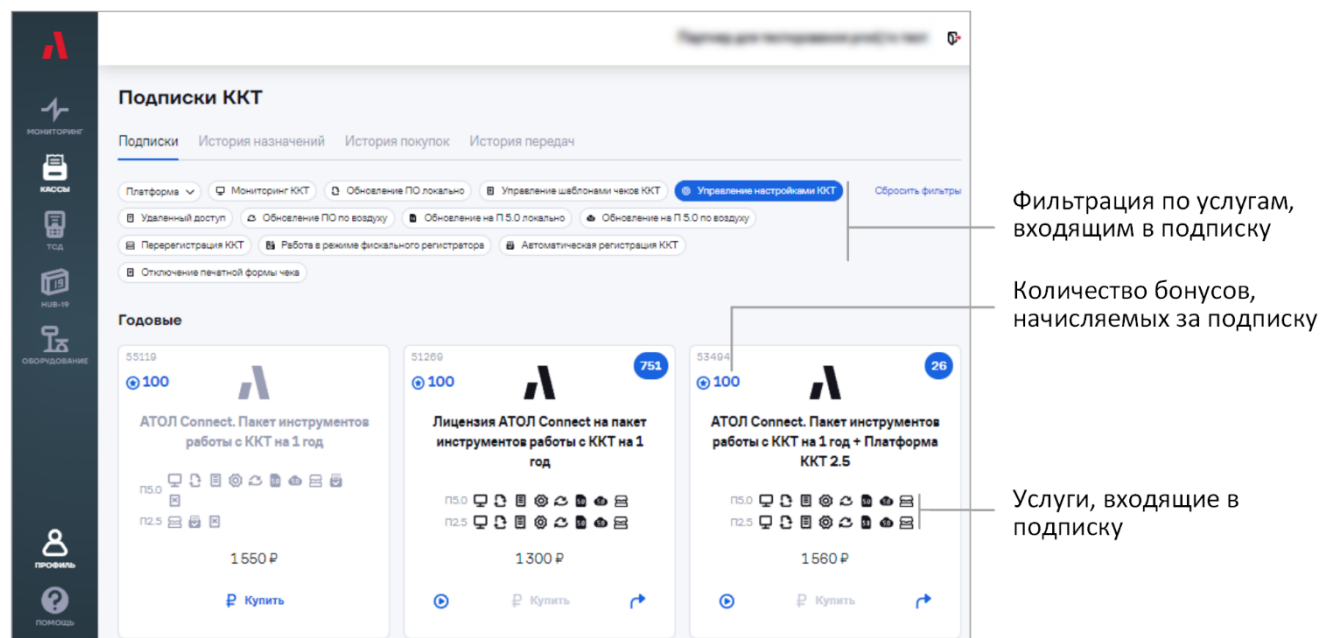 Подписки ККТ
Подписки История назначений История покупок История передач
Платформа Мониторинг ККТ Обновление ПО локально Управление шаблонами чеков ККТ Управление настройками ККТ Сбросить фильтры
Удаленный доступ Обновление ПО по воздуху Обновление на П 5.0 локально Обновление на П 5.0 по воздуху
Перерегистрация ККТ Работа в режиме фискального регистратора Автоматическая регистрация ККТ
Отключение печатной формы чека
МОНИТОРИНГ
КАССЫ
ТСД
19
HUB-19
ОБОРУДОВАНИЕ
ПРОФИЛЬ
ПОМОЩЬ
Годовые
55119
100
АТОЛ Connect. Пакет инструментов
работы с ККТ на 1 год
П5.0
П2.5
1 550 ₽
₽ Купить
51269
751
100
Лицензия АТОЛ Connect на пакет
инструментов работы с ККТ на 1
год
П5.0
П2.5
1 300 ₽
₽ Купить
53494
26
100
АТОЛ Connect. Пакет инструментов
работы с ККТ на 1 год + Платформа
ККТ 2.5
П5.0
П2.5
1 560 ₽
₽ Купить
Фильтрация по услугам,
входящим в подписку
Количество бонусов,
начисляемых за подписку
Услуги, входящие в
подписку